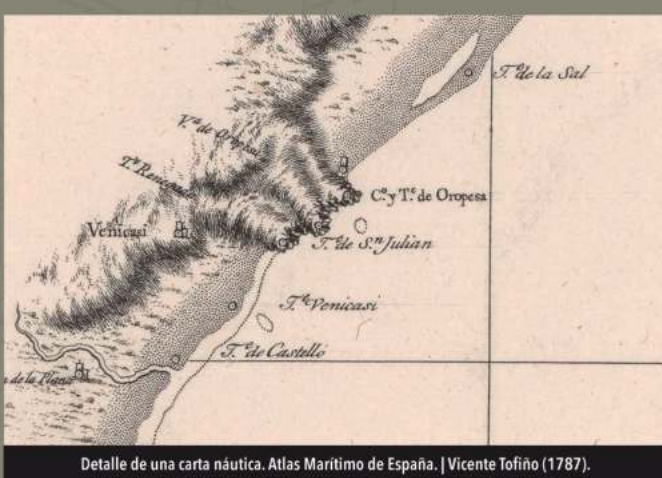 T.e de la Sal
V.a de Oropesa
T.e Renegado
C.o y T.e de Oropesa
Venicasi
T.e de S.n Julian
T.e Venicasi
T.e de Castelló
de la Plana
Detalle de una carta náutica. Atlas Marítimo de España. | Vicente Tofiño (1787).